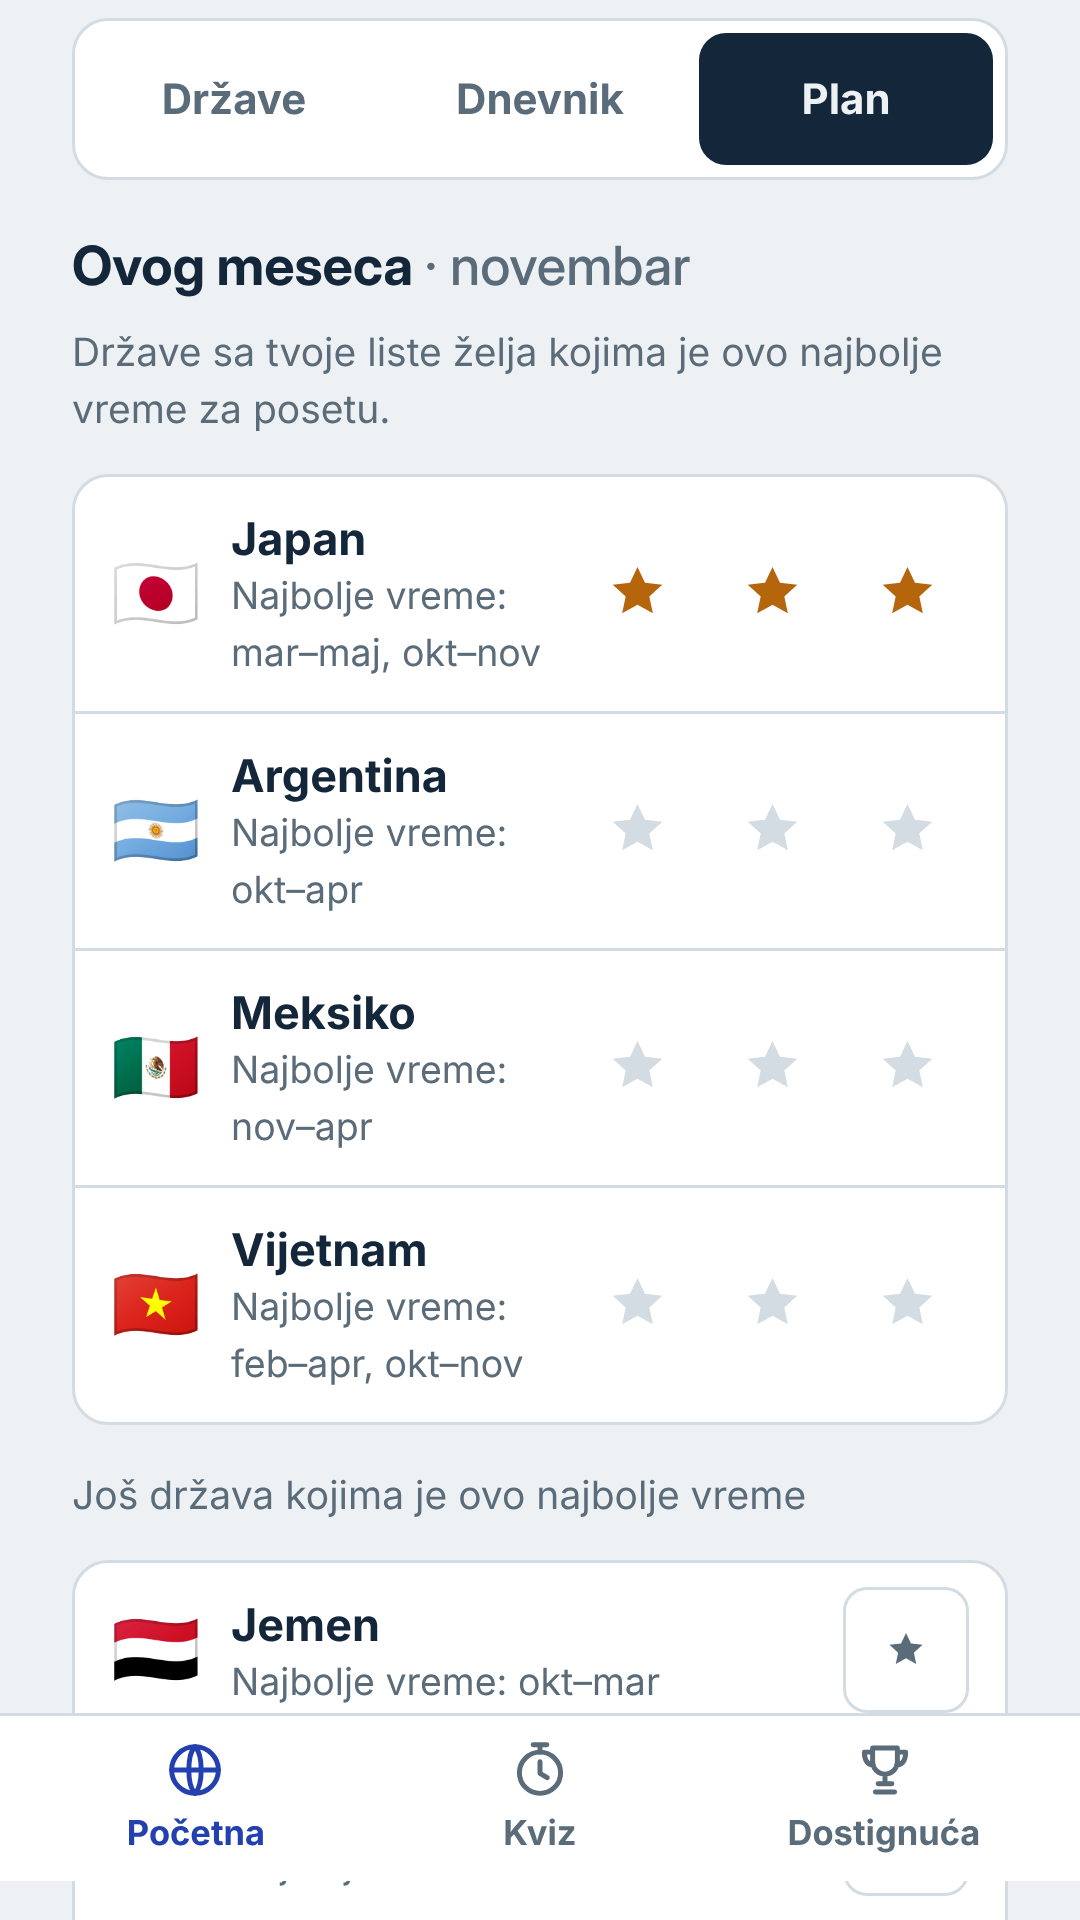 Države Dnevnik Plan
Ovog meseca · novembar
Države sa tvoje liste želja kojima je ovo najbolje
vreme za posetu.
Japan
Najbolje vreme:
mar–maj, okt–nov
Argentina
Najbolje vreme:
okt–apr
Meksiko
Najbolje vreme:
nov–apr
Vijetnam
Najbolje vreme:
feb–apr, okt–nov
Još država kojima je ovo najbolje vreme
Jemen
Najbolje vreme: okt–mar
Početna Kviz Dostignuća